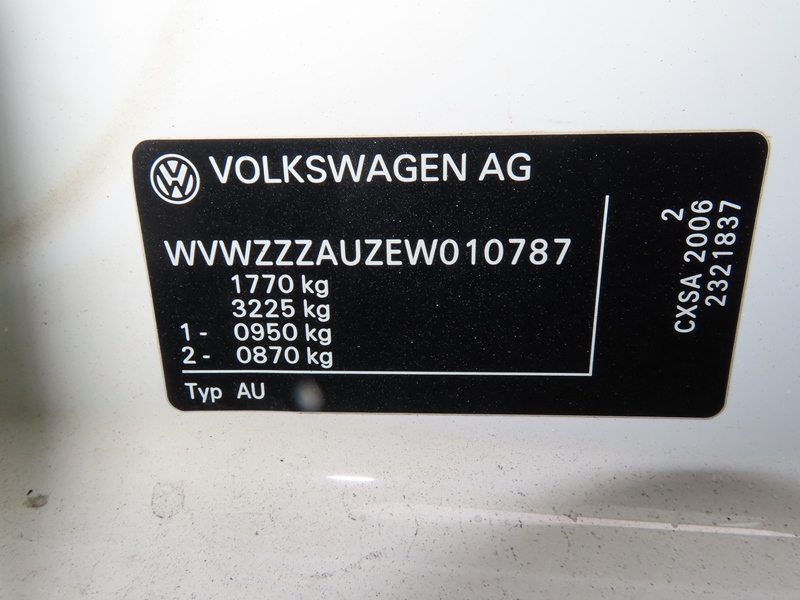 VOLKSWAGEN AG
WVWZZZAUZEW010787
1770 kg
3225 kg
1 - 0950 kg
2 - 0870 kg
Typ AU
2
CXSA 2006
2321837